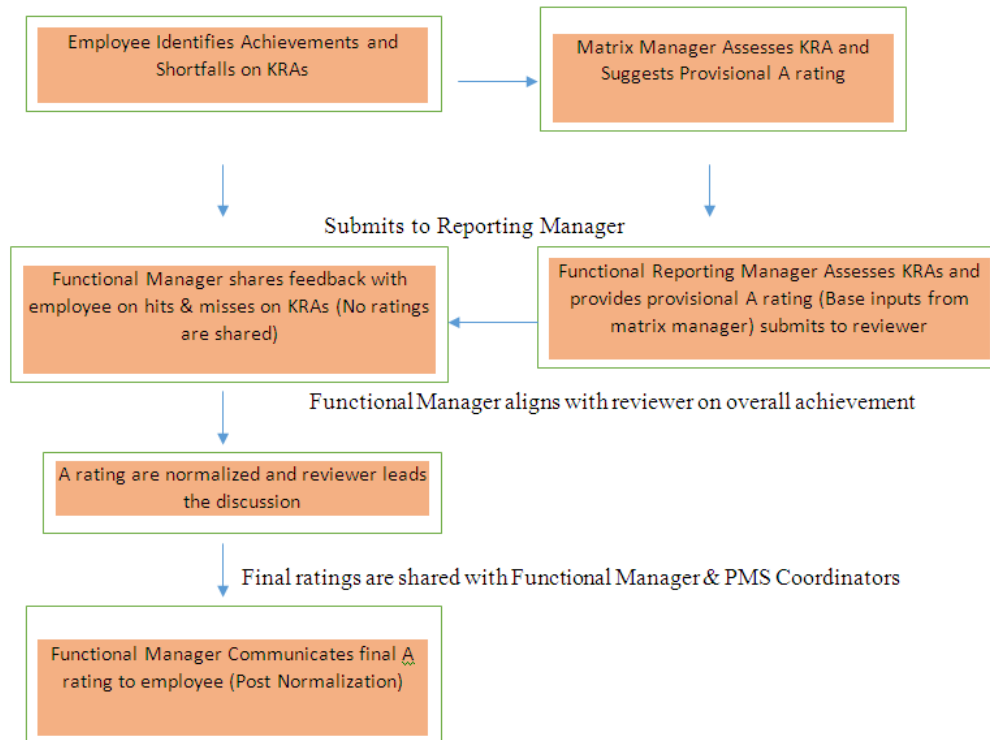 Employee Identifies Achievements and
Shortfalls on KRAs
Matrix Manager Assesses KRA and
Suggests Provisional A rating
Submits to Reporting Manager
Functional Manager shares feedback with
employee on hits & misses on KRAs (No ratings
are shared)
Functional Reporting Manager Assesses KRAs and
provides provisional A rating (Base inputs from
matrix manager) submits to reviewer
Functional Manager aligns with reviewer on overall achievement
A rating are normalized and reviewer leads
the discussion
Final ratings are shared with Functional Manager & PMS Coordinators
Functional Manager Communicates final A
rating to employee (Post Normalization)